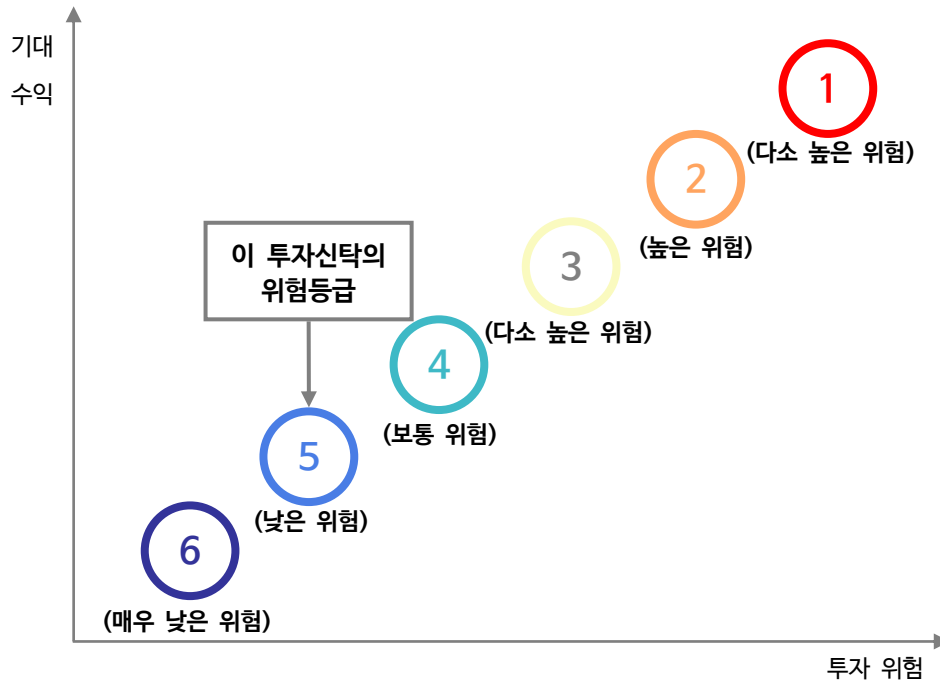 기대
수익
1
(다소 높은 위험)
2
(높은 위험)
이 투자신탁의
위험등급
3
(다소 높은 위험)
4
(보통 위험)
5
(낮은 위험)
6
(매우 낮은 위험)
투자 위험